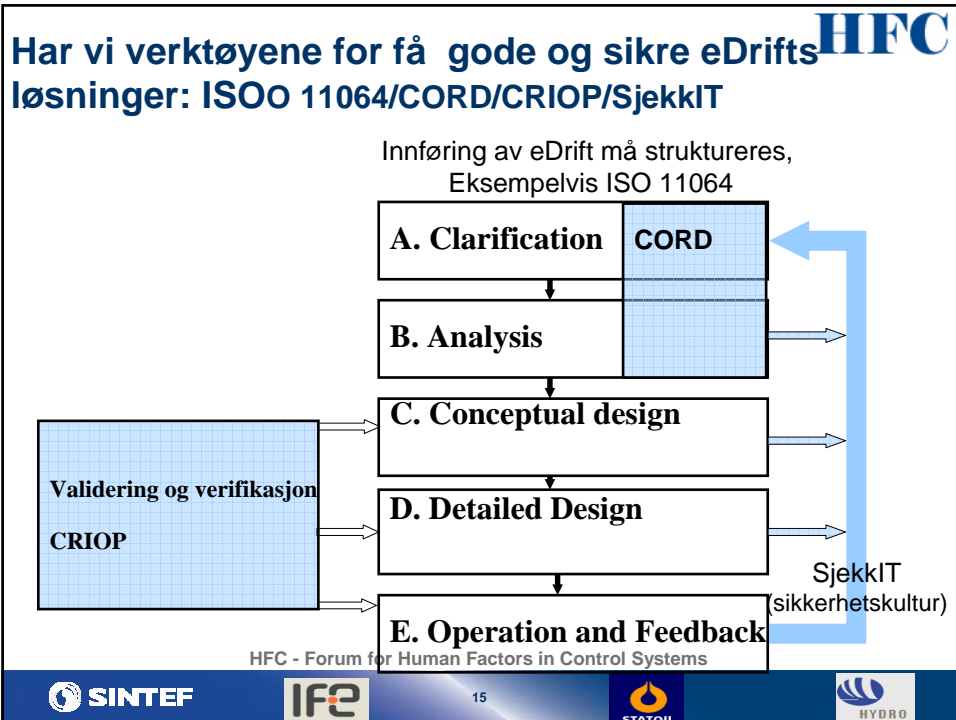 HFC
Har vi verktøyene for få gode og sikre eDrifts
løsninger: ISOO 11064/CORD/CRIOP/SjekkIT
Innføring av eDrift må struktureres,
Eksempelvis ISO 11064
A. Clarification
CORD
B. Analysis
C. Conceptual design
Validering og verifikasjon
CRIOP
D. Detailed Design
SjekkIT
(sikkerhetskultur)
E. Operation and Feedback
HFC - Forum for Human Factors in Control Systems
SINTEF
IFE
15
STATOIL
HYDRO